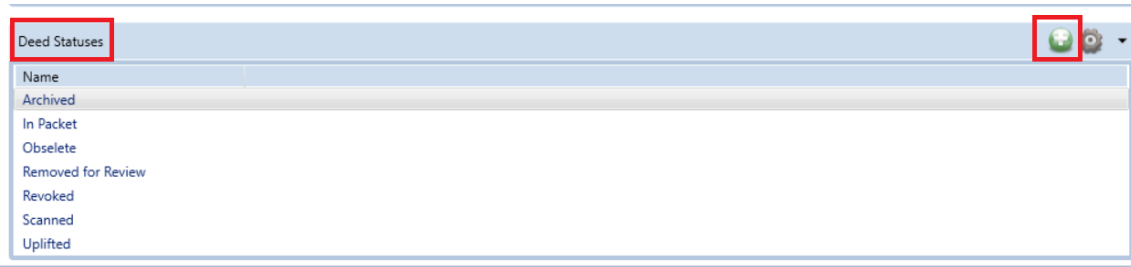 Deed Statuses
Name
Archived
In Packet
Obselete
Removed for Review
Revoked
Scanned
Uplifted